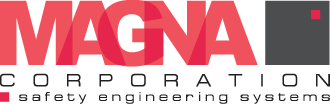 MAGNA
CORPORATION
safety engineering systems